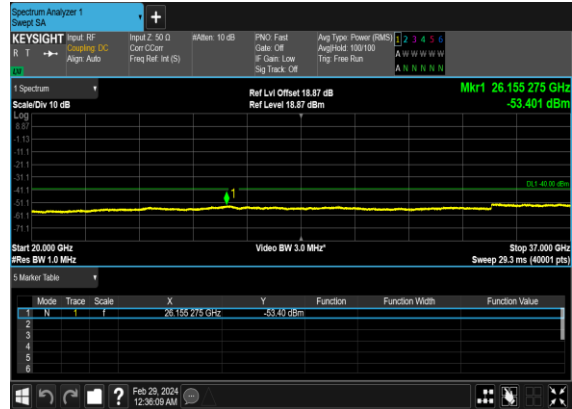 Spectrum Analyzer 1
Swept SA
KEYSIGHT Input: RF Input Z: 50 Ω #Atten: 10 dB PNO: Fast Avg Type: Power (RMS) 1 2 3 4 5 6
R T Coupling: DC Corr CCorr Gate: Off Avg|Hold: 100/100 A W W W W W
Align: Auto Freq Ref: Int (S) IF Gain: Low Trig: Free Run
Sig Track: Off A N N N N N
1 Spectrum Ref Lvl Offset 18.87 dB Mkr1 26.155 275 GHz
Scale/Div 10 dB Ref Level 18.87 dBm -53.401 dBm
Log
8.87
-1.13
-11.1
-21.1
-31.1
DL1 -40.00 dBm
-41.1
1
-51.1
-61.1
-71.1
Start 20.000 GHz Video BW 3.0 MHz* Stop 37.000 GHz
#Res BW 1.0 MHz Sweep 29.3 ms (40001 pts)
5 Marker Table
Mode Trace Scale X Y Function Function Width Function Value
1 N 1 f 26.155 275 GHz -53.40 dBm
2
3
4
5
6
Feb 29, 2024
12:36:09 AM